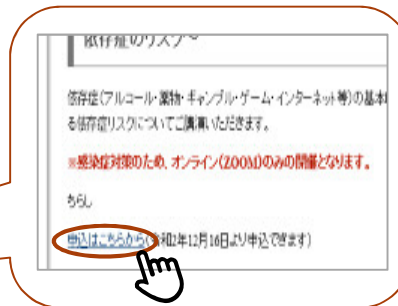 依存症のリスク～
依存症(アルコール・薬物・ギャンブル・ゲーム・インターネット等)の基本
る依存症リスクについてご講演いただきます。
※感染症対策のため、オンライン(ZOOM)のみの開催となります。
ちらし
申込はこちらから(令和2年12月16日より申込できます)